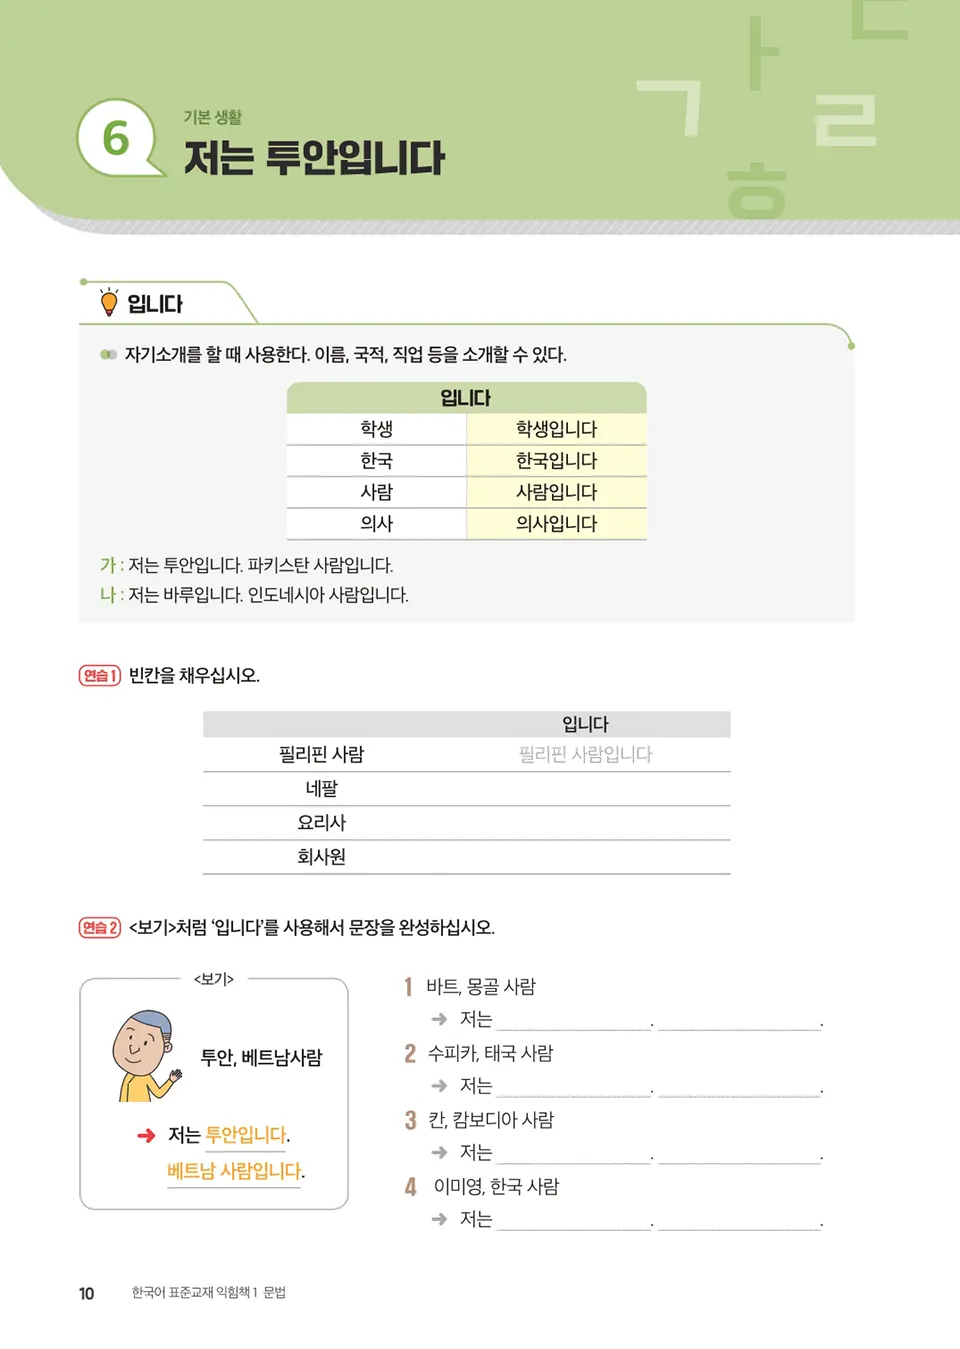 ㄱ ㅏ ㄹ ㅎ ㄷ
6
기본 생활
저는 투안입니다
입니다
자기소개를 할 때 사용한다. 이름, 국적, 직업 등을 소개할 수 있다.
입니다
학생 학생입니다
한국 한국입니다
사람 사람입니다
의사 의사입니다
가 : 저는 투안입니다. 파키스탄 사람입니다.
나 : 저는 바루입니다. 인도네시아 사람입니다.
연습 1 빈칸을 채우십시오.
입니다
필리핀 사람 필리핀 사람입니다
네팔
요리사
회사원
연습 2 <보기>처럼 ‘입니다’를 사용해서 문장을 완성하십시오.
<보기>
투안, 베트남사람
➜ 저는 투안입니다.
베트남 사람입니다.
1 바트, 몽골 사람
➜ 저는 . .
2 수피카, 태국 사람
➜ 저는 . .
3 칸, 캄보디아 사람
➜ 저는 . .
4 이미영, 한국 사람
➜ 저는 . .
10 한국어 표준교재 익힘책 1 문법